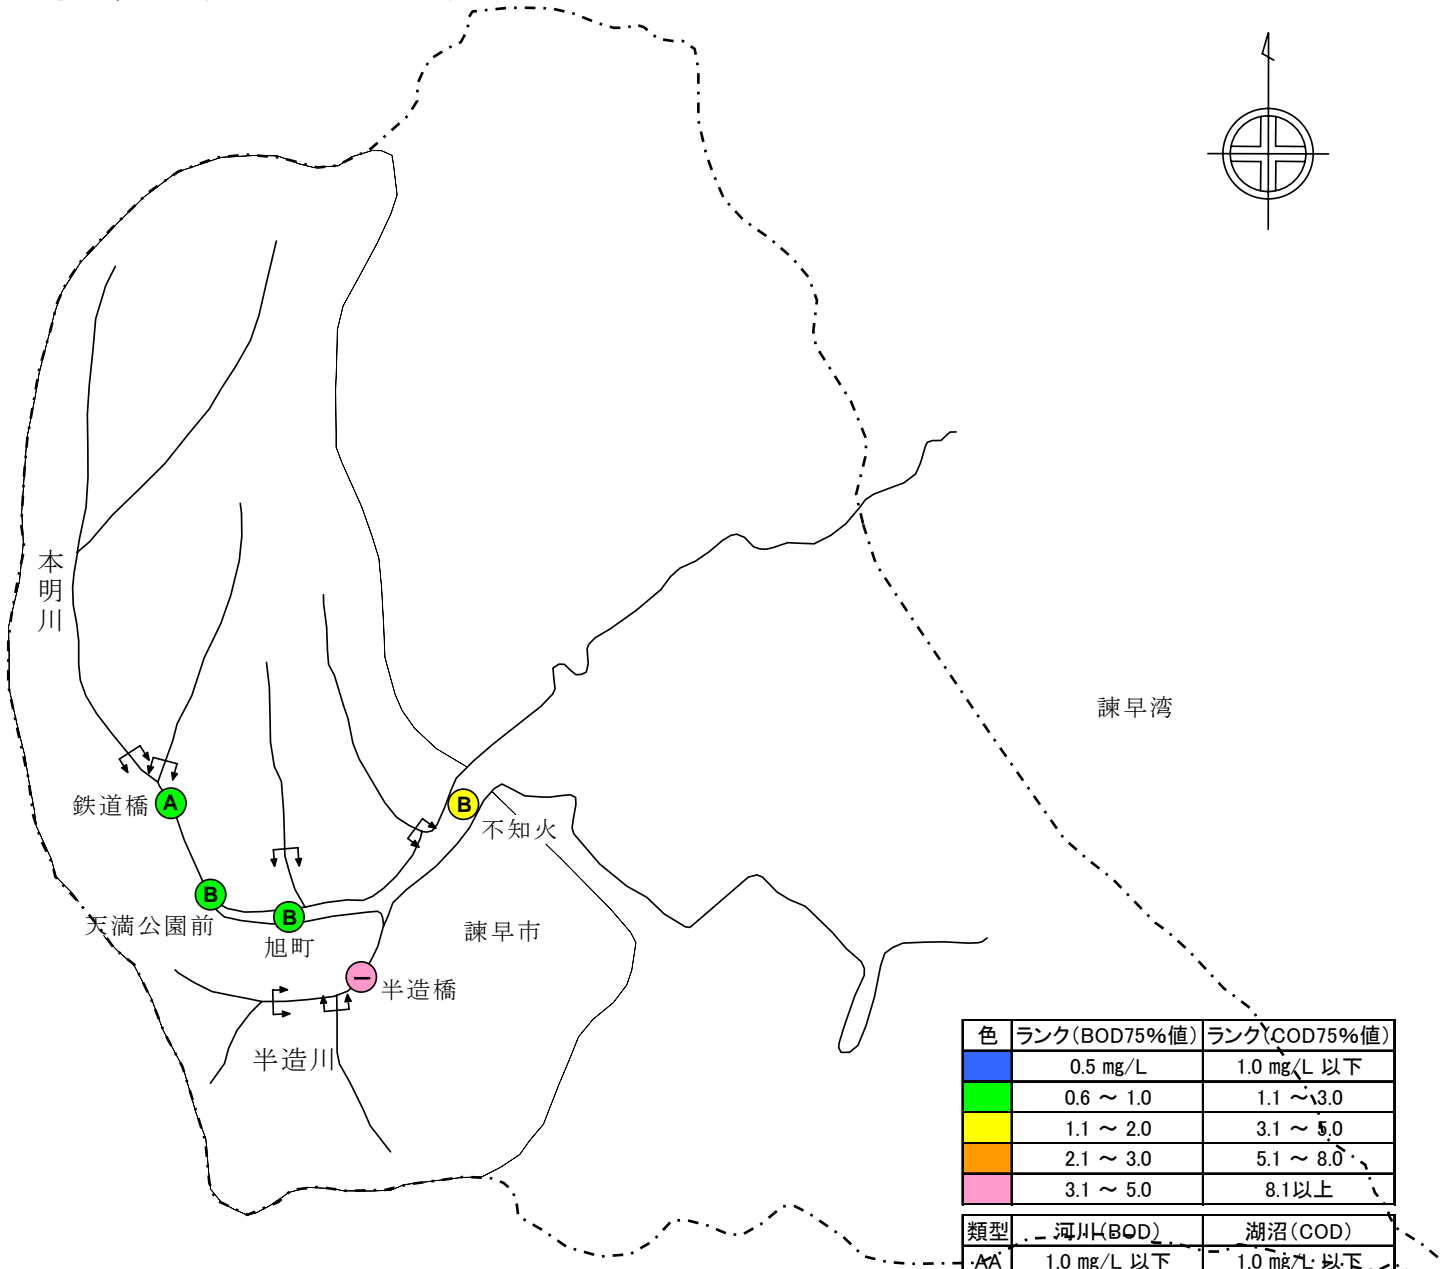 本明川
諫早湾
鉄道橋
A
B
不知火
B
天満公園前
B
旭町
諫早市
−
半造橋
半造川
色 ランク(BOD75%値) ランク(COD75%値)
0.5 mg/L 1.0 mg/L 以下
0.6 ～ 1.0 1.1 ～ 3.0
1.1 ～ 2.0 3.1 ～ 5.0
2.1 ～ 3.0 5.1 ～ 8.0
3.1 ～ 5.0 8.1以上
類型 河川(BOD) 湖沼(COD)
AA 1.0 mg/L 以下 1.0 mg/L 以下